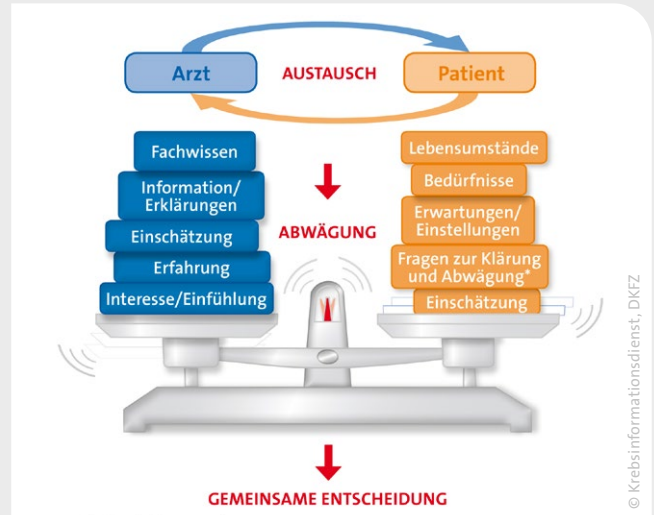 Arzt
AUSTAUSCH
Patient
Fachwissen
Information/
Erklärungen
Einschätzung
Erfahrung
Interesse/Einfühlung
ABWÄGUNG
Lebensumstände
Bedürfnisse
Erwartungen/
Einstellungen
Fragen zur Klärung
und Abwägung*
Einschätzung
GEMEINSAME ENTSCHEIDUNG
© Krebsinformationsdienst, DKFZ